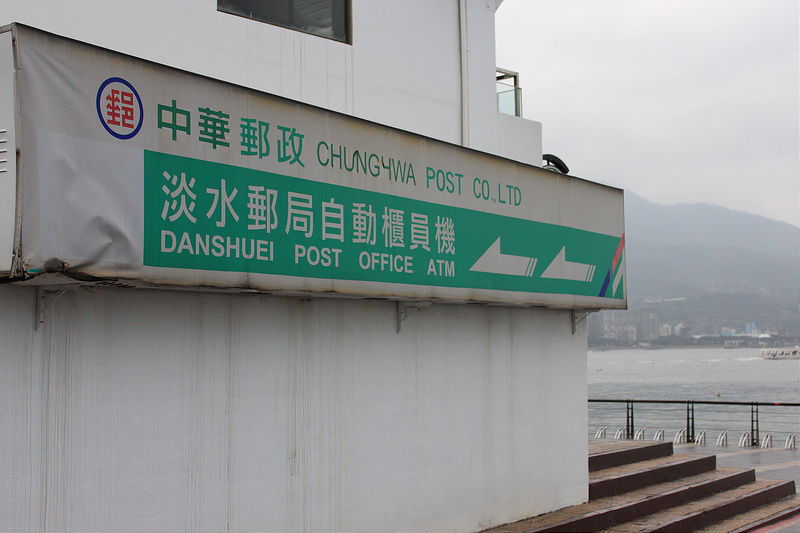 郵 中華郵政 CHUNGHWA POST CO., LTD
淡水郵局自動櫃員機
DANSHUEI POST OFFICE ATM